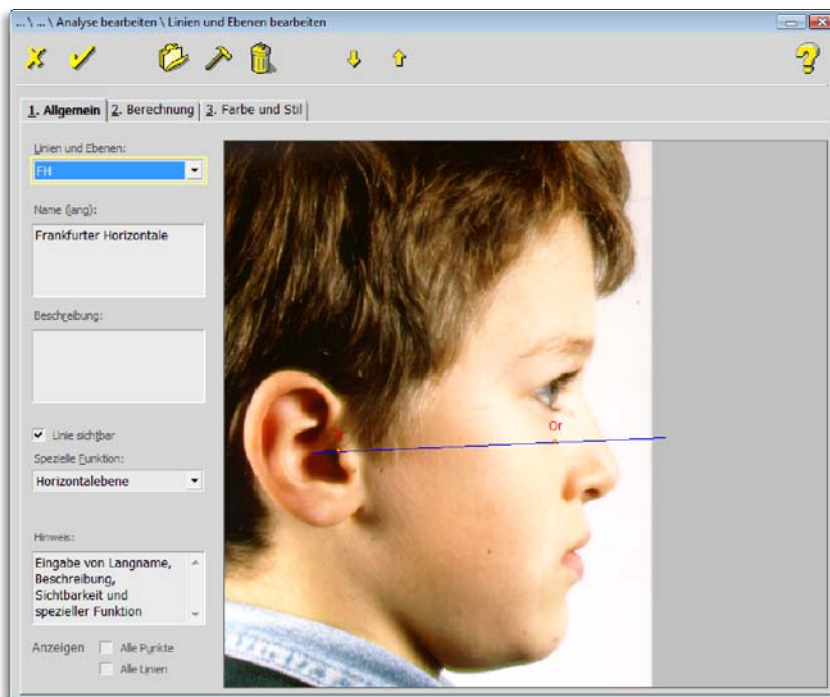 ... \ ... \ Analyse bearbeiten \ Linien und Ebenen bearbeiten
1. Allgemein 2. Berechnung 3. Farbe und Stil
Linien und Ebenen:
FH
Name (lang):
Frankfurter Horizontale
Beschreibung:
Or
Linie sichtbar
Spezielle Funktion:
Horizontalebene
Hinweis:
Eingabe von Langname,
Beschreibung,
Sichtbarkeit und
spezieller Funktion
Anzeigen Alle Punkte
Alle Linien